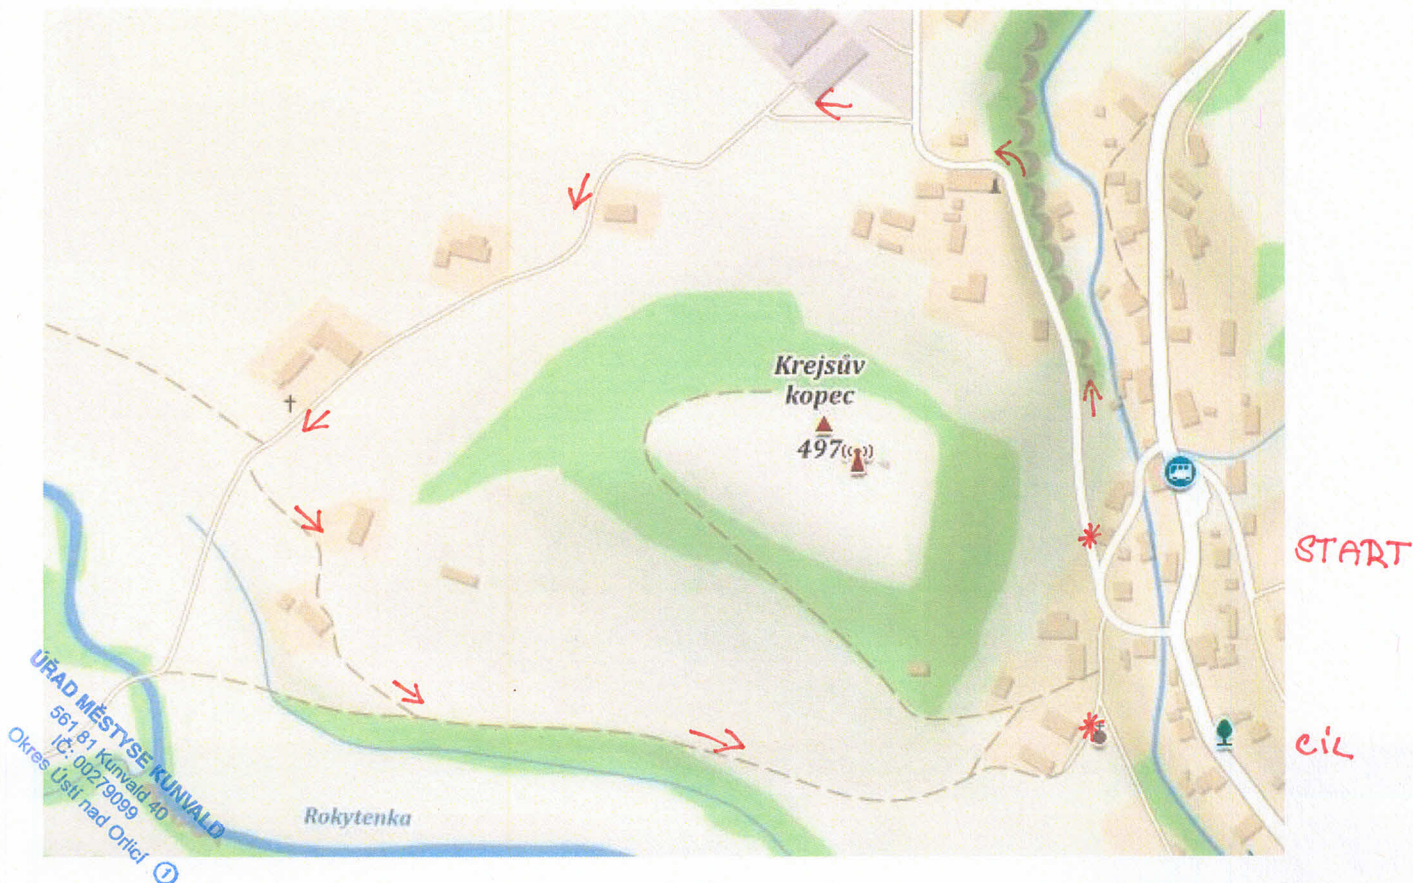 Krejsův
kopec
497
START
CÍL
ÚŘAD MĚSTYSE KUNVALD
561 81 Kunvald 40
IČ: 00279099
Okres Ústí nad Orlicí
1
Rokytenka